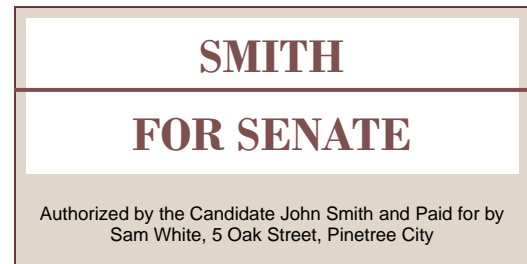 SMITH
FOR SENATE
Authorized by the Candidate John Smith and Paid for by
Sam White, 5 Oak Street, Pinetree City